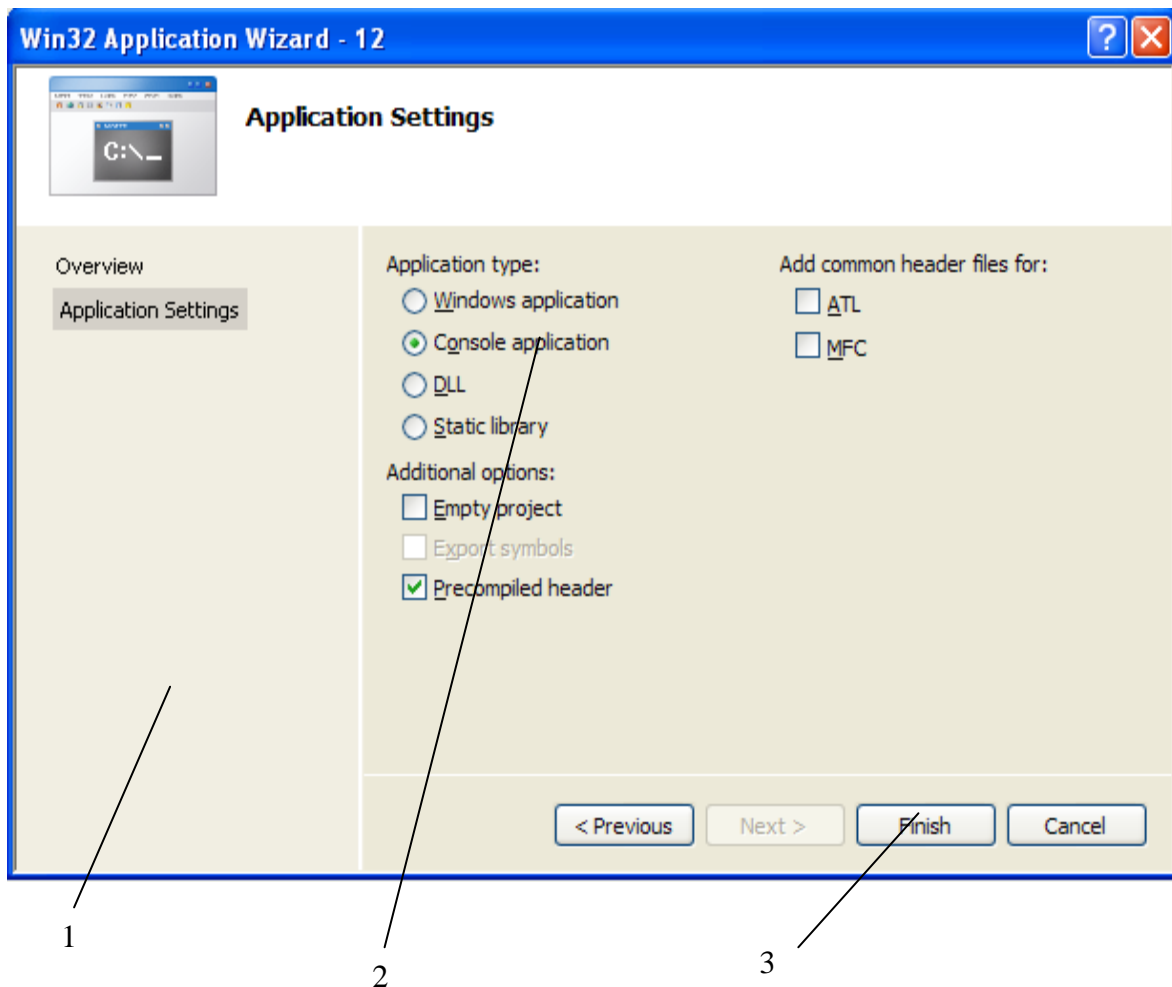 Win32 Application Wizard - 12
C:\_
Application Settings
Overview
Application Settings
Application type:
Windows application
Console application
DLL
Static library
Additional options:
Empty project
Export symbols
Precompiled header
Add common header files for:
ATL
MFC
< Previous
Next >
Finish
Cancel
1
2
3